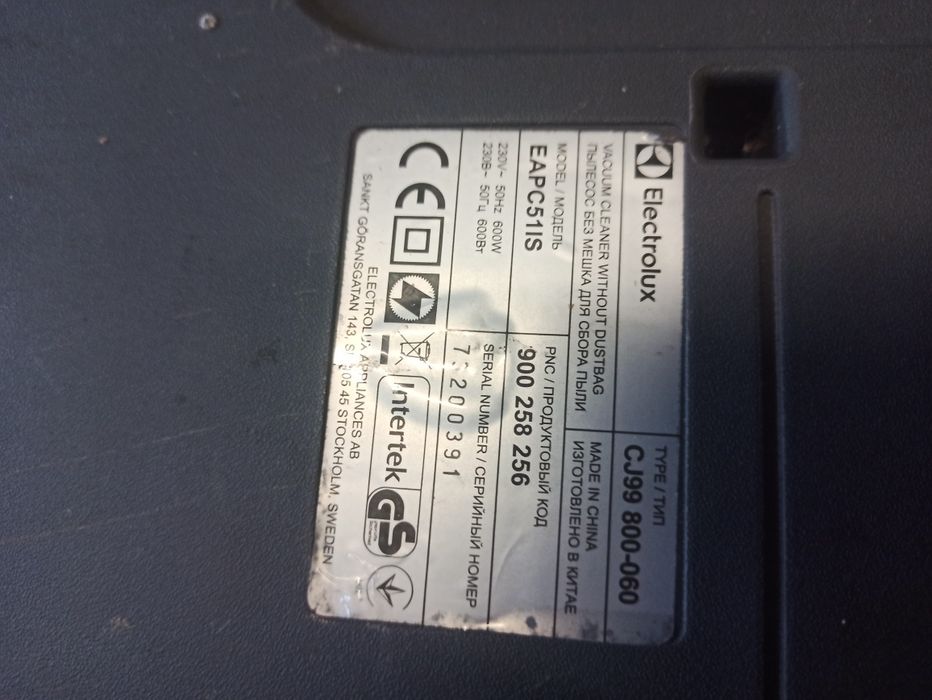 Electrolux
TYPE / ТИП
CJ99 800-060
VACUUM CLEANER WITHOUT DUSTBAG
ПЫЛЕСОС БЕЗ МЕШКА ДЛЯ СБОРА ПЫЛИ
MADE IN CHINA
ИЗГОТОВЛЕНО В КИТАЕ
MODEL / МОДЕЛЬ
EAPC51IS
PNC / ПРОДУКТОВЫЙ КОД
900 258 256
230V~ 50Hz 600W
230В~ 50Гц 600Вт
SERIAL NUMBER / СЕРИЙНЫЙ НОМЕР
CE
Intertek
GS
ELECTROLUX APPLIANCES AB
SANKT GÖRANSGATAN 143, 45 STOCKHOLM. SWEDEN